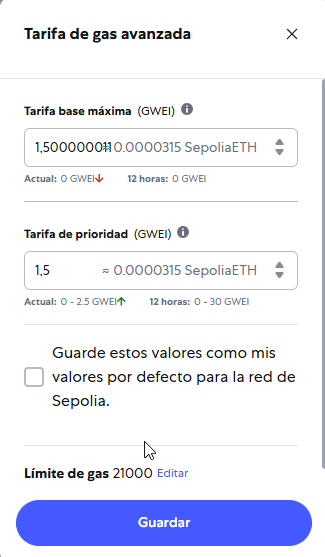 Tarifa de gas avanzada
Tarifa base máxima (GWEI)
1,500000011 ≈ 0.0000315 SepoliaETH
Actual: 0 GWEI 12 horas: 0 GWEI
Tarifa de prioridad (GWEI)
1,5 ≈ 0.0000315 SepoliaETH
Actual: 0 - 2.5 GWEI 12 horas: 0 - 30 GWEI
Guarde estos valores como mis
valores por defecto para la red de
Sepolia.
Límite de gas 21000 Editar
Guardar